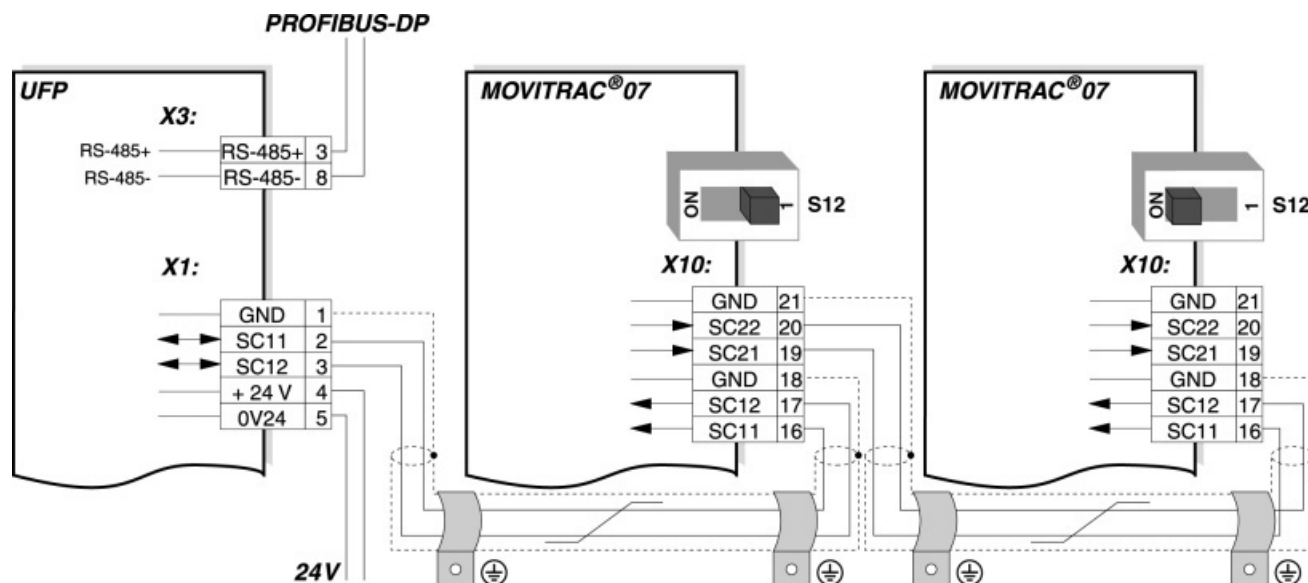 PROFIBUS-DP
UFP
X3:
RS-485+ RS-485+ 3
RS-485- RS-485- 8
X1:
GND 1
SC11 2
SC12 3
+ 24 V 4
0V24 5
24V
MOVITRAC®07
ON 1 S12
X10:
GND 21
SC22 20
SC21 19
GND 18
SC12 17
SC11 16
MOVITRAC®07
ON 1 S12
X10:
GND 21
SC22 20
SC21 19
GND 18
SC12 17
SC11 16